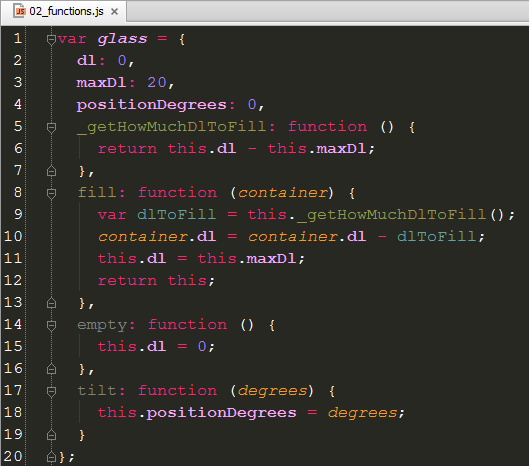 02_functions.js
1 var glass = {
2 dl: 0,
3 maxDl: 20,
4 positionDegrees: 0,
5 _getHowMuchDlToFill: function () {
6 return this.dl - this.maxDl;
7 },
8 fill: function (container) {
9 var dlToFill = this._getHowMuchDlToFill();
10 container.dl = container.dl - dlToFill;
11 this.dl = this.maxDl;
12 return this;
13 },
14 empty: function () {
15 this.dl = 0;
16 },
17 tilt: function (degrees) {
18 this.positionDegrees = degrees;
19 }
20 };